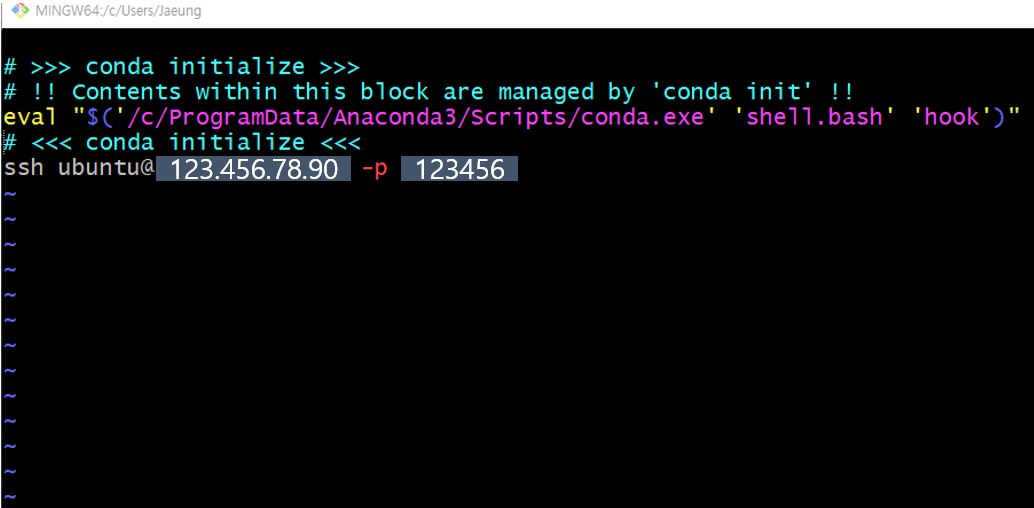 MINGW64:/c/Users/Jaeung
# >>> conda initialize >>>
# !! Contents within this block are managed by 'conda init' !!
eval "$('/c/ProgramData/Anaconda3/Scripts/conda.exe' 'shell.bash' 'hook')"
# <<< conda initialize <<<
ssh ubuntu@ 123.456.78.90 -p 123456
~
~
~
~
~
~
~
~
~
~
~
~
~